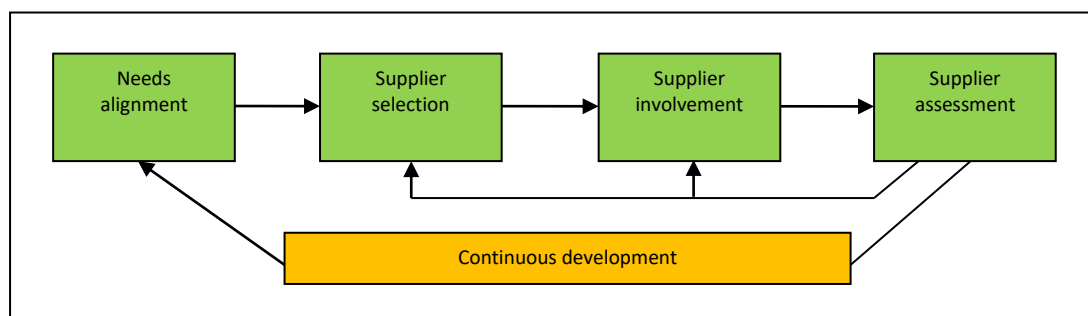 Needs
alignment
Supplier
selection
Supplier
involvement
Supplier
assessment
Continuous development